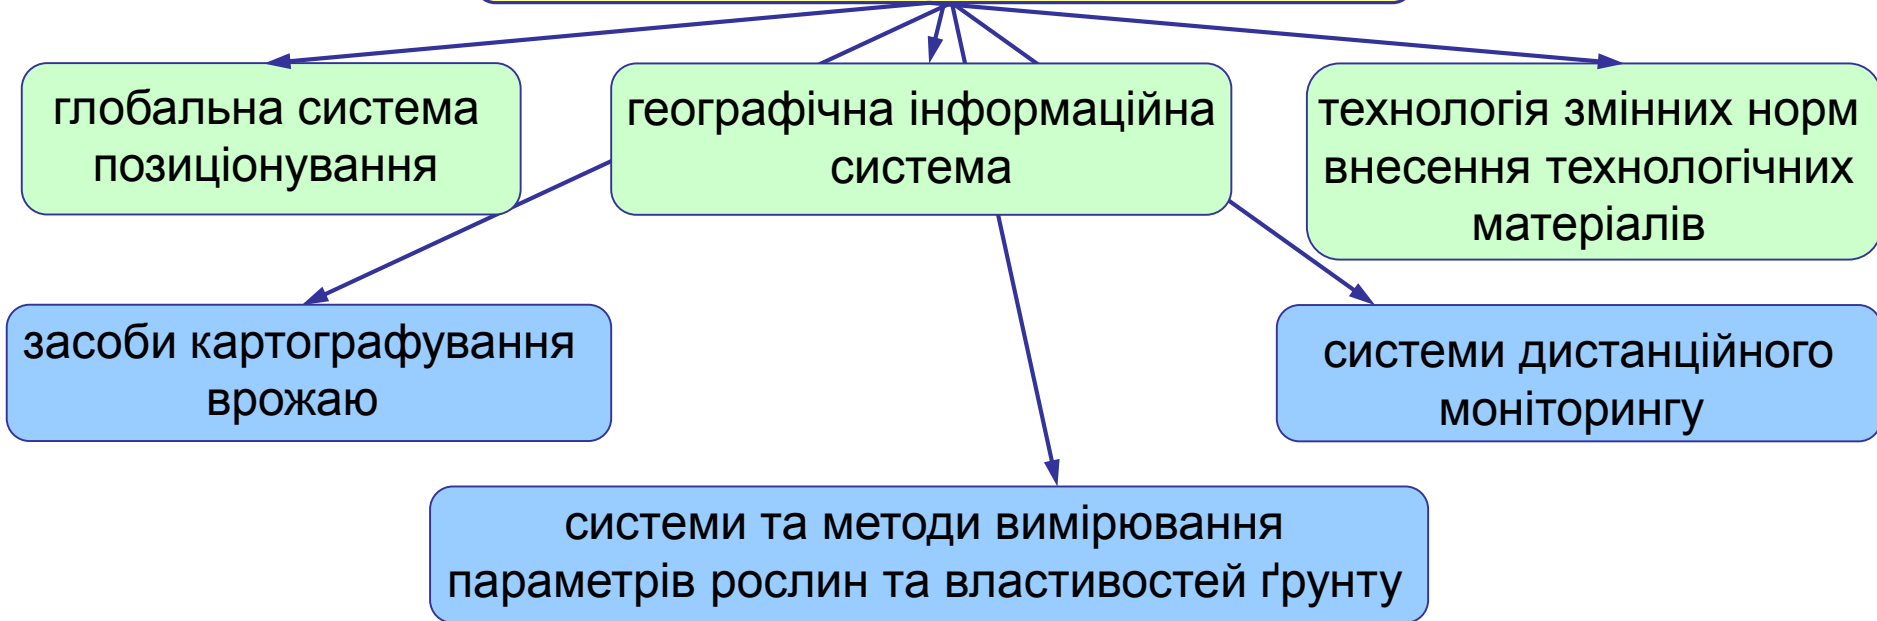 глобальна система
позиціонування
географічна інформаційна
система
технологія змінних норм
внесення технологічних
матеріалів
засоби картографування
врожаю
системи дистанційного
моніторингу
системи та методи вимірювання
параметрів рослин та властивостей ґрунту